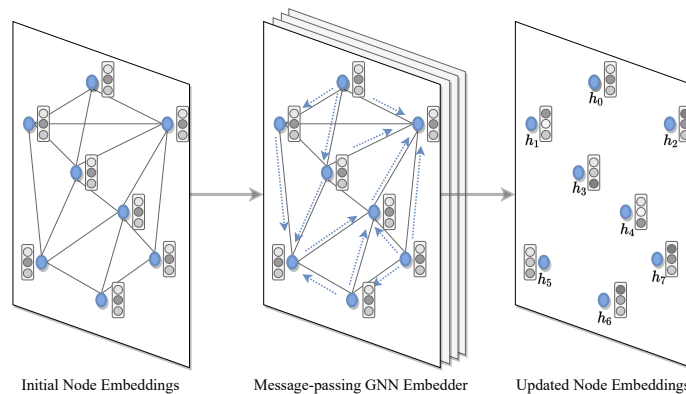 h0
h1
h2
h3
h4
h5
h7
h6
Initial Node Embeddings
Message-passing GNN Embedder
Updated Node Embeddings